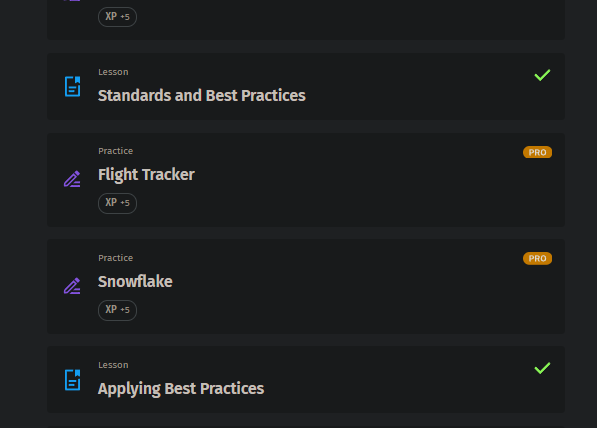 XP +5
Lesson
Standards and Best Practices
Practice
PRO
Flight Tracker
XP +5
Practice
PRO
Snowflake
XP +5
Lesson
Applying Best Practices